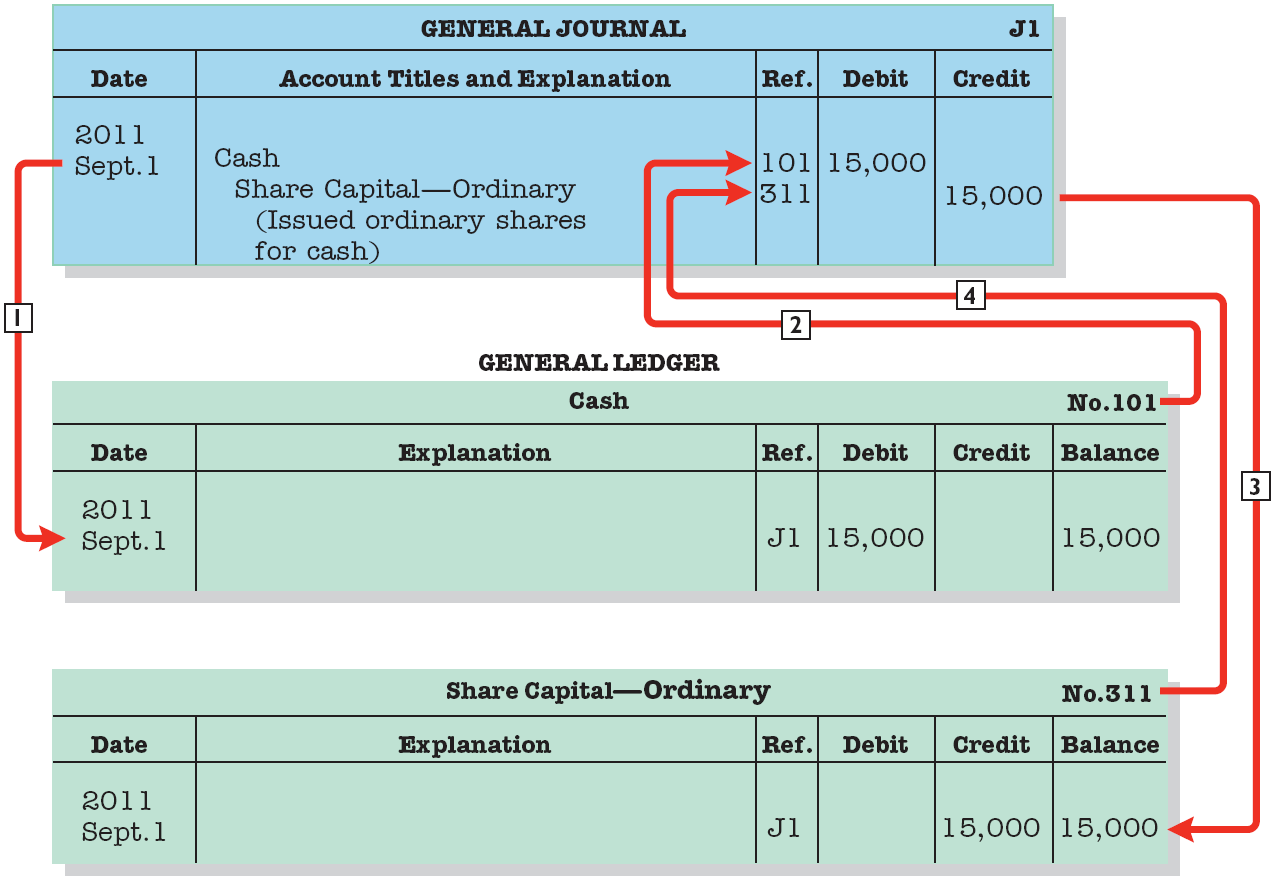 GENERAL JOURNAL J1
Date Account Titles and Explanation Ref. Debit Credit
2011
Sept. 1 Cash 101 15,000
Share Capital—Ordinary 311 15,000
(Issued ordinary shares
for cash)
1
4
2
GENERAL LEDGER
Cash No.101
Date Explanation Ref. Debit Credit Balance
3
2011
Sept. 1 J1 15,000 15,000
Share Capital—Ordinary No.311
Date Explanation Ref. Debit Credit Balance
2011
Sept. 1 J1 15,000 15,000